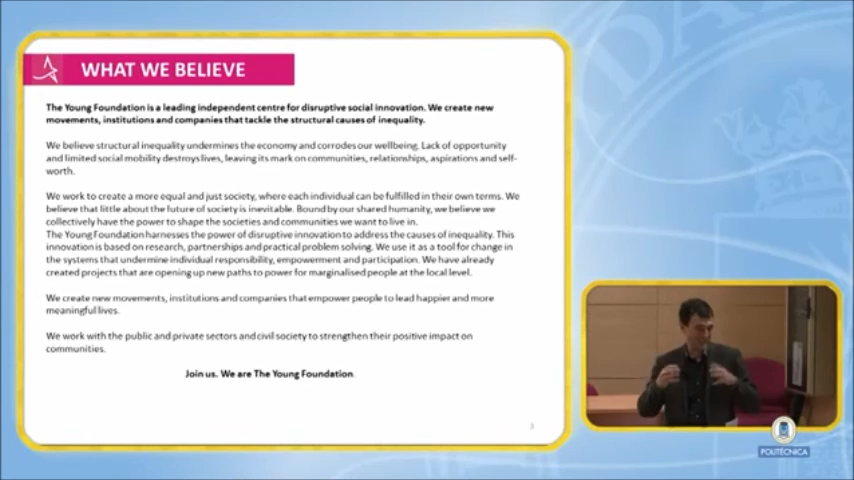 WHAT WE BELIEVE
The Young Foundation is a leading independent centre for disruptive social innovation. We create new
movements, institutions and companies that tackle the structural causes of inequality.
We believe structural inequality undermines the economy and corrodes our wellbeing. Lack of opportunity
and limited social mobility destroys lives, leaving its mark on communities, relationships, aspirations and self-
worth.
We work to create a more equal and just society, where each individual can be fulfilled in their own terms. We
believe that little about the future of society is inevitable. Bound by our shared humanity, we believe we
collectively have the power to shape the societies and communities we want to live in.
The Young Foundation harnesses the power of disruptive innovation to address the causes of inequality. This
innovation is based on research, partnerships and practical problem solving. We use it as a tool for change in
the systems that undermine individual responsibility, empowerment and participation. We have already
created projects that are opening up new paths to power for marginalised people at the local level.
We create new movements, institutions and companies that empower people to lead happier and more
meaningful lives.
We work with the public and private sectors and civil society to strengthen their positive impact on
communities.
Join us. We are The Young Foundation.
3
POLITÉCNICA